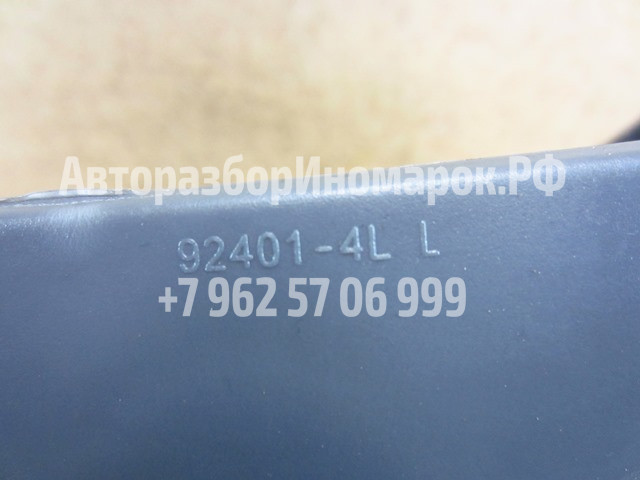 АвторазборИномарок.РФ
92401-4L L
+7 962 57 06 999